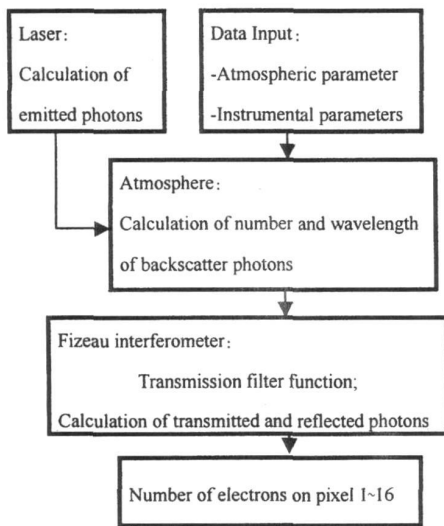 Laser:
Calculation of
emitted photons
Data Input:
-Atmospheric parameter
-Instrumental parameters
Atmosphere:
Calculation of number and wavelength
of backscatter photons
Fizeau interferometer:
Transmission filter function;
Calculation of transmitted and reflected photons
Number of electrons on pixel 1~16